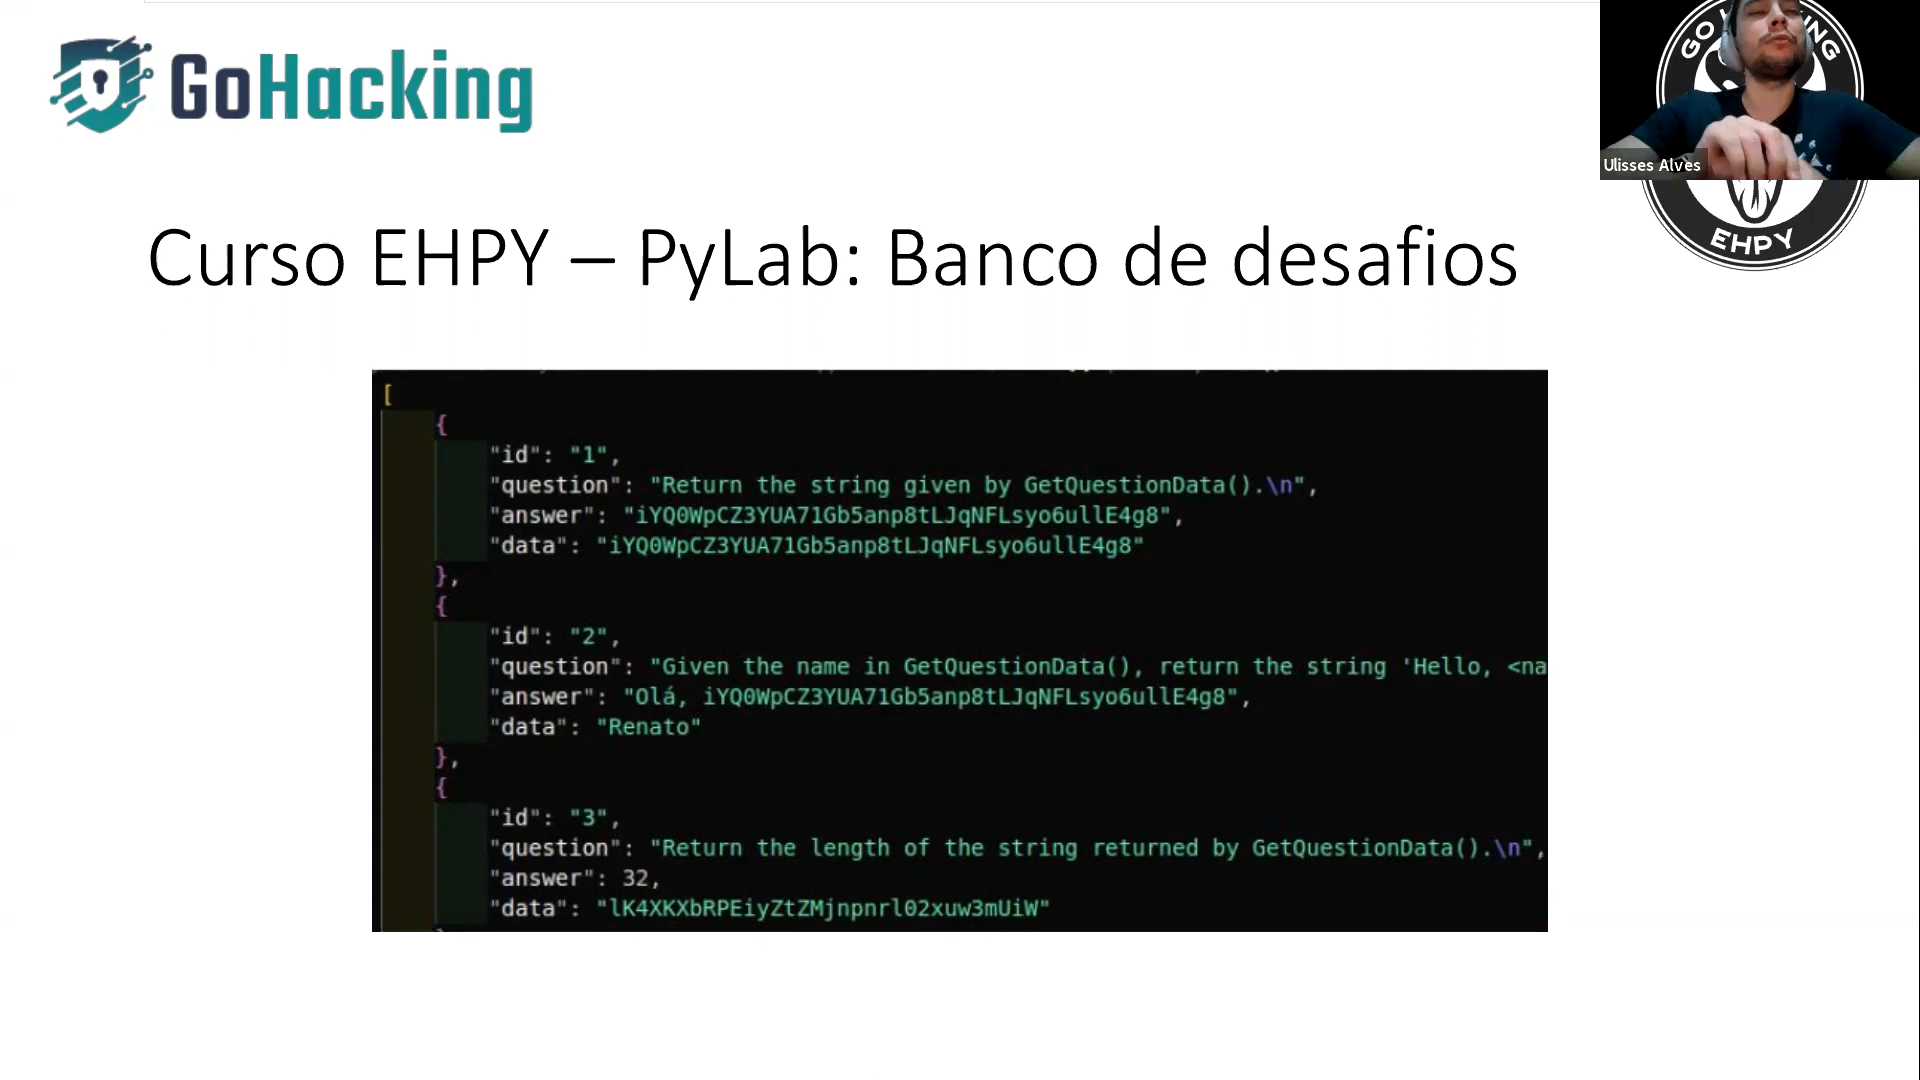 GoHacking
GO HACKING
Ulisses Alves
EHPY
Curso EHPY – PyLab: Banco de desafios
[
{
"id": "1",
"question": "Return the string given by GetQuestionData().\n",
"answer": "iYQ0WpCZ3YUA71Gb5anp8tLJqNFLsyo6ullE4g8",
"data": "iYQ0WpCZ3YUA71Gb5anp8tLJqNFLsyo6ullE4g8"
},
{
"id": "2",
"question": "Given the name in GetQuestionData(), return the string 'Hello, <na
"answer": "Olá, iYQ0WpCZ3YUA71Gb5anp8tLJqNFLsyo6ullE4g8",
"data": "Renato"
},
{
"id": "3",
"question": "Return the length of the string returned by GetQuestionData().\n",
"answer": 32,
"data": "lK4XKXbRPEiyZtZMjnpnrl02xuw3mUiW"